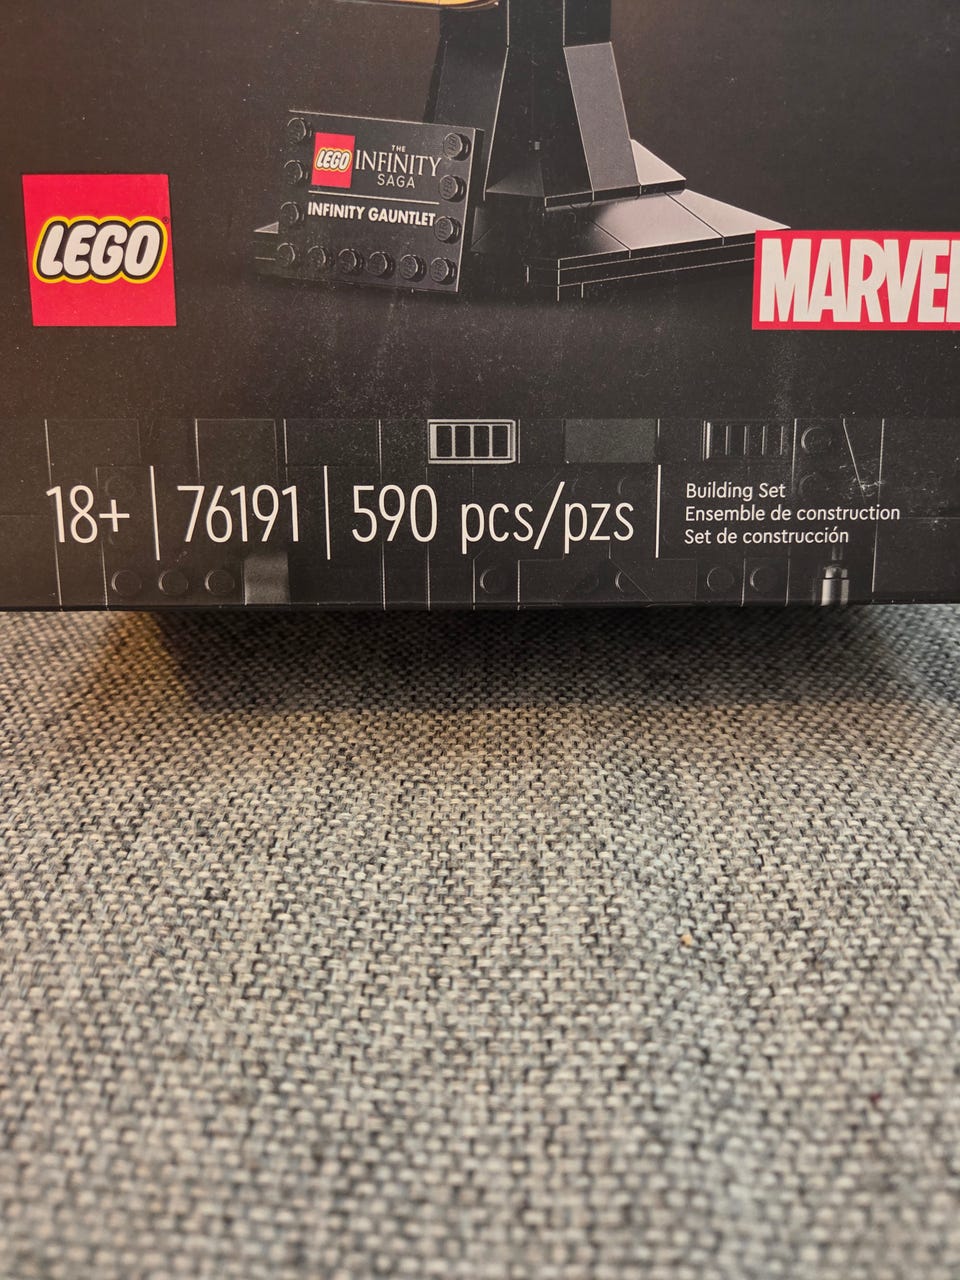 LEGO
THE
INFINITY
SAGA
INFINITY GAUNTLET
LEGO
MARVEL
18+ | 76191 | 590 pcs/pzs
Building Set
Ensemble de construction
Set de construcción